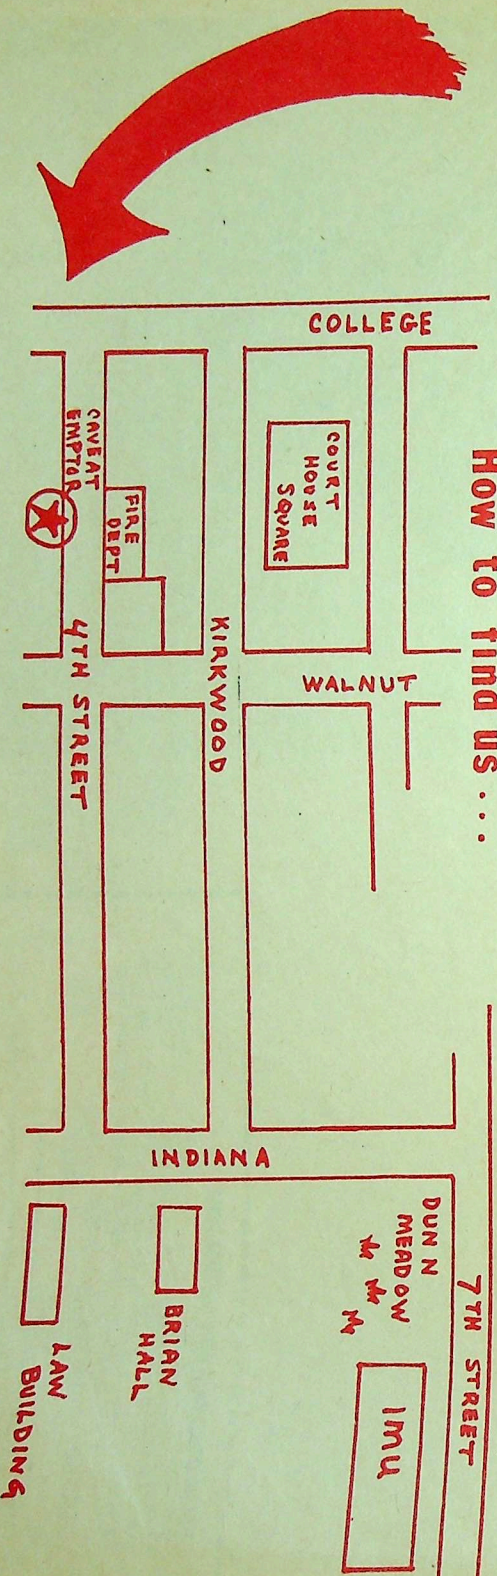 How to find us...
COLLEGE
COURT
HOUSE
SQUARE
CAVEAT
EMPTOR
FIRE
DEPT
KIRKWOOD
WALNUT
4TH STREET
INDIANA
DUNN
MEADOW
7TH STREET
Imu
BRIAN
HALL
LAW
BUILDING